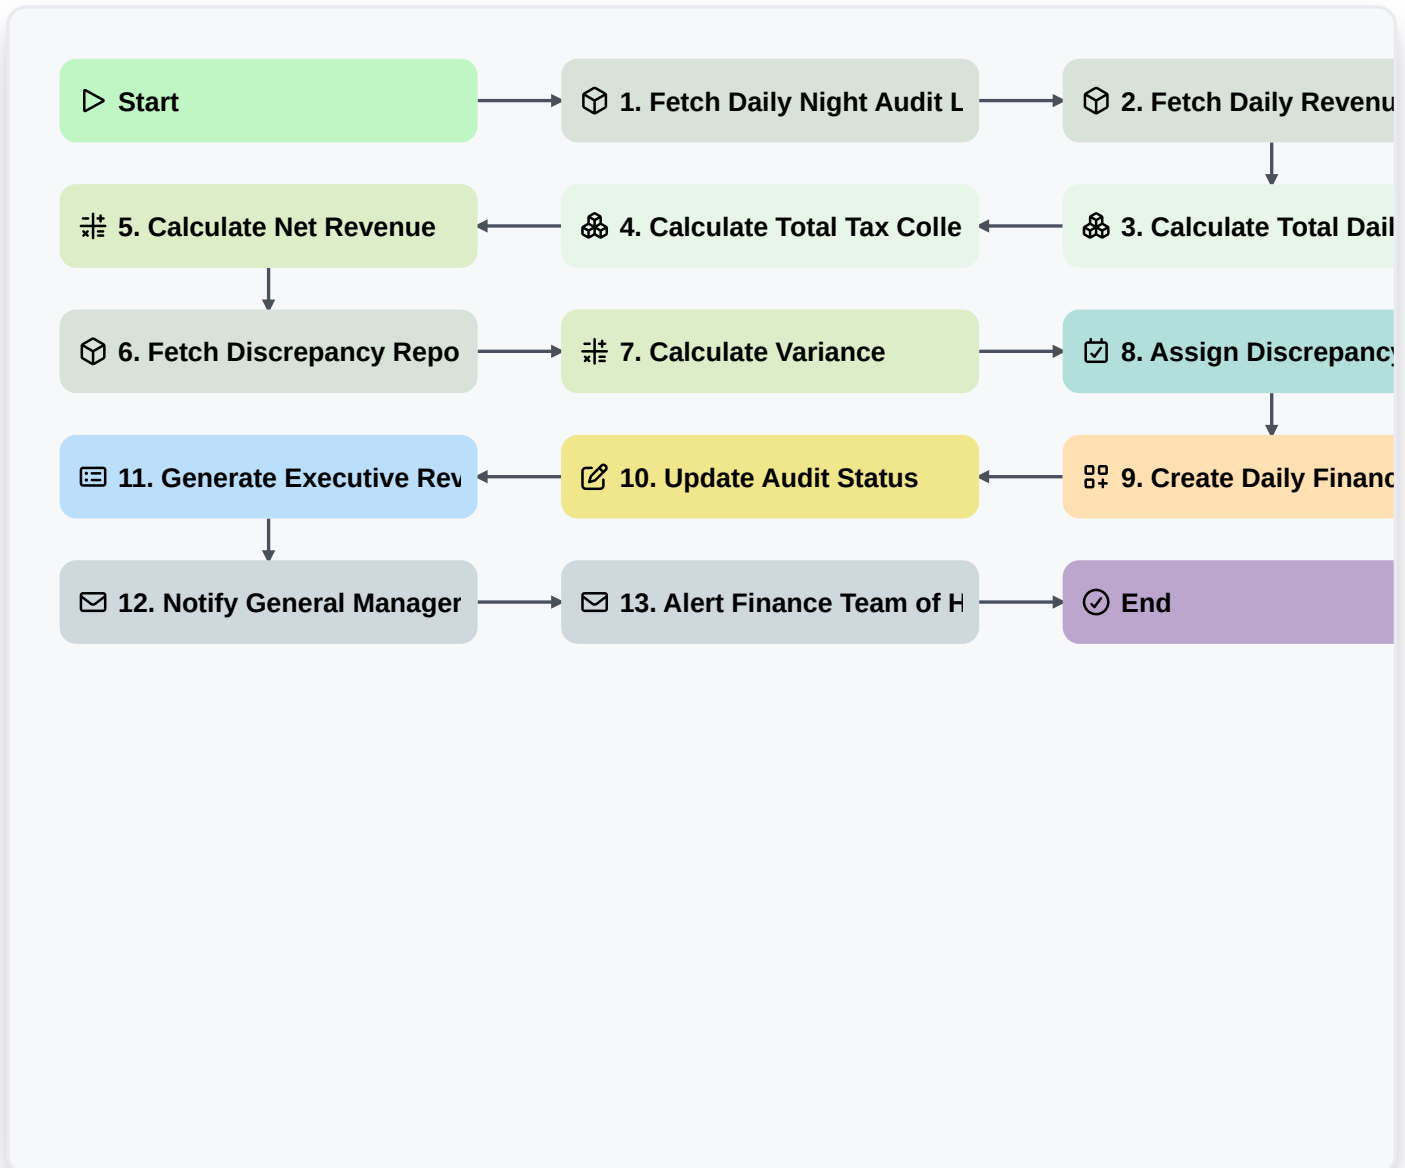 Start
1. Fetch Daily Night Audit L
2. Fetch Daily Revenu
5. Calculate Net Revenue
4. Calculate Total Tax Colle
3. Calculate Total Dail
6. Fetch Discrepancy Repo
7. Calculate Variance
8. Assign Discrepancy
11. Generate Executive Rev
10. Update Audit Status
9. Create Daily Financ
12. Notify General Manager
13. Alert Finance Team of H
End